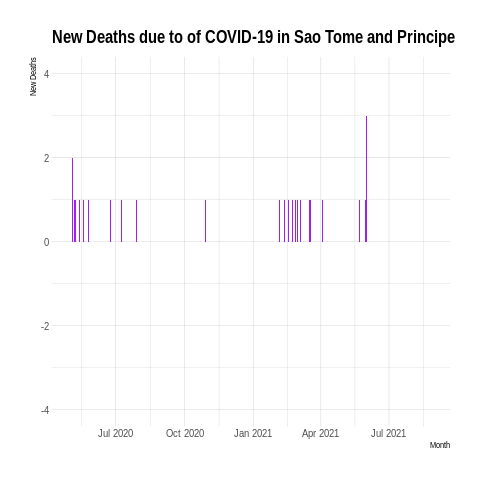 New Deaths due to of COVID-19 in Sao Tome and Principe
New Deaths
4
2
0
-2
-4
Jul 2020 Oct 2020 Jan 2021 Apr 2021 Jul 2021
Month